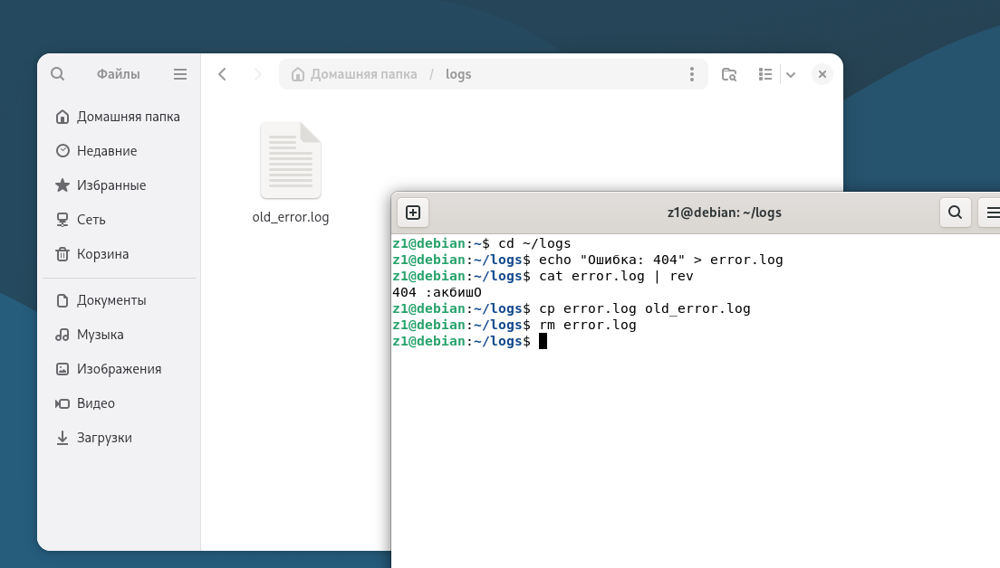 Файлы
Домашняя папка / logs
Домашняя папка
Недавние
Избранные
Сеть
Корзина
Документы
Музыка
Изображения
Видео
Загрузки
old_error.log
z1@debian: ~/logs
z1@debian:~$ cd ~/logs
z1@debian:~/logs$ echo "Ошибка: 404" > error.log
z1@debian:~/logs$ cat error.log | rev
404 :акбишО
z1@debian:~/logs$ cp error.log old_error.log
z1@debian:~/logs$ rm error.log
z1@debian:~/logs$